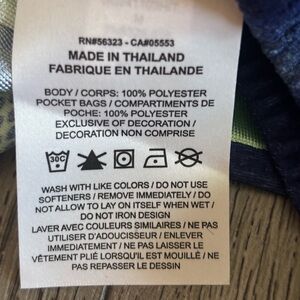 RN#56323 - CA#05553
MADE IN THAILAND
FABRIQUE EN THAILANDE
BODY / CORPS: 100% POLYESTER
POCKET BAGS / COMPARTIMENTS DE
POCHE: 100% POLYESTER
EXCLUSIVE OF DECORATION /
DECORATION NON COMPRISE
30C
WASH WITH LIKE COLORS / DO NOT USE
SOFTENERS / REMOVE IMMEDIATELY / DO
NOT ALLOW TO LAY ON ITSELF WHEN WET /
DO NOT IRON DESIGN
LAVER AVEC COULEURS SIMILAIRES / NE PAS
UTILISER D'ADOUCISSEUR / ENLEVER
IMMEDIATEMENT / NE PAS LAISSER LE
VÊTEMENT PLIÉ LORSQU'IL EST MOUILLÉ / NE
PAS REPASSER LE DESSIN